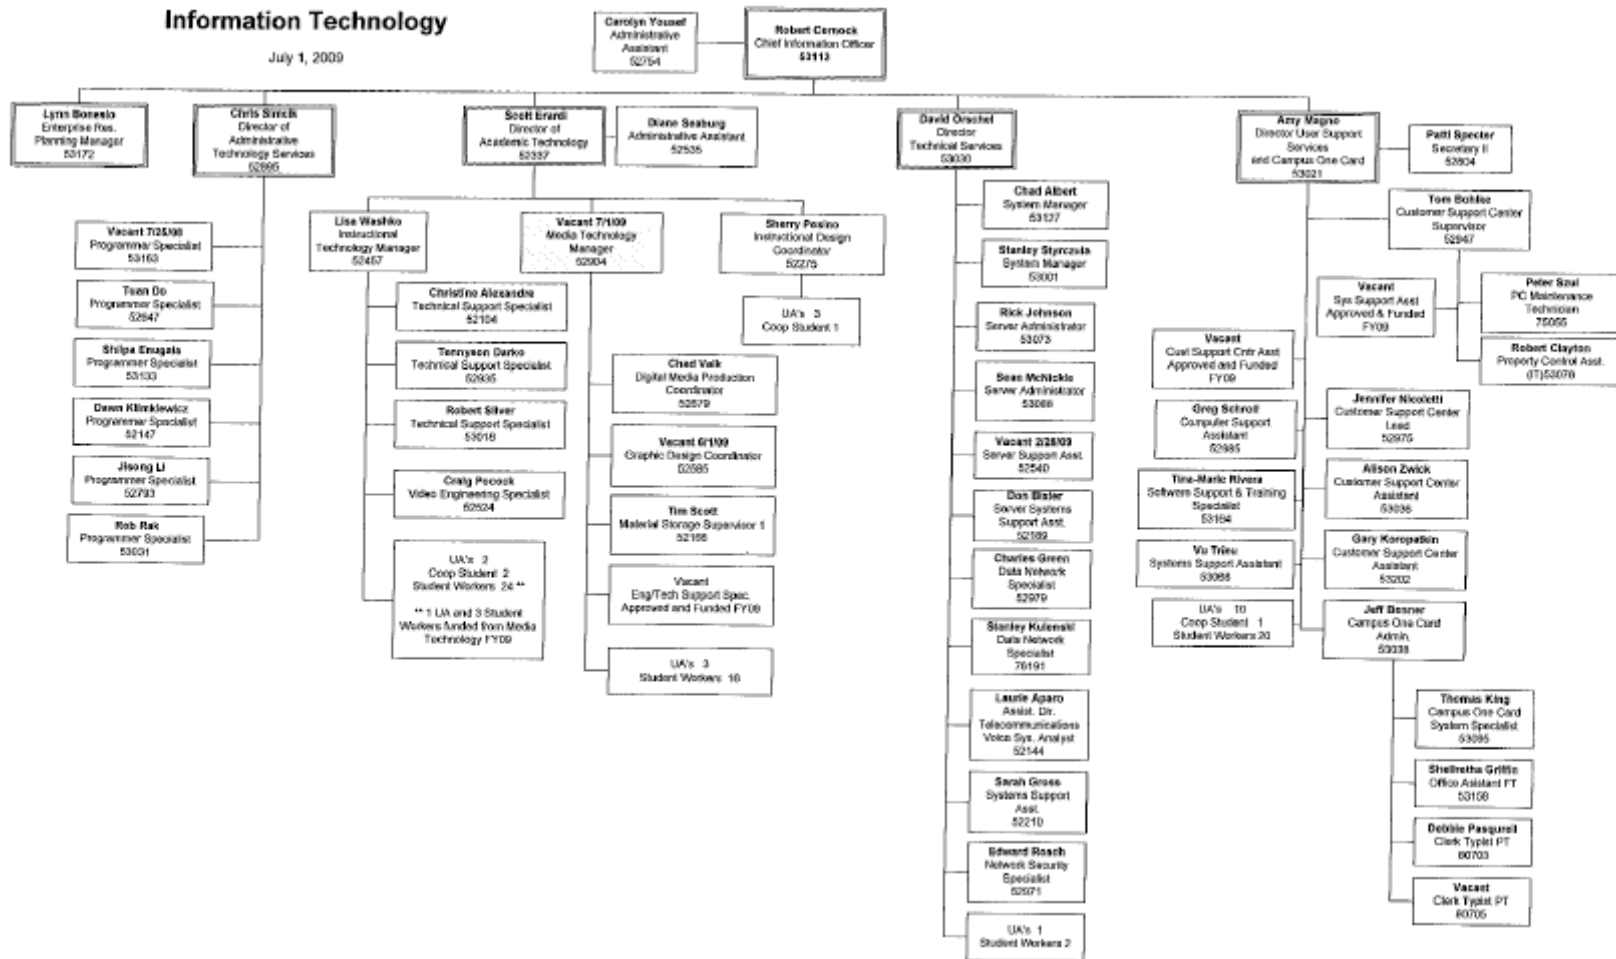 Information Technology
July 1, 2009
Carolyn Yousef
Administrative
Assistant
52754
Robert Cernock
Chief Information Officer
53113
Lynn Bonesio
Enterprise Res.
Planning Manager
53172
Chris Sirncik
Director of
Administrative
Technology Services
52895
Scott Erardi
Director of
Academic Technology
52337
Diane Seaburg
Administrative Assistant
52535
David Orschel
Director
Technical Services
53030
Amy Magno
Director User Support
Services
and Campus One Card
53021
Patti Specter
Secretary II
52804
Vacant 7/25/08
Programmer Specialist
53163
Tuan Do
Programmer Specialist
52847
Shilpa Enugala
Programmer Specialist
53133
Dawn Klimkiewicz
Programmer Specialist
52147
Jisong Li
Programmer Specialist
52793
Rob Rak
Programmer Specialist
53031
Lisa Washko
Instructional
Technology Manager
52457
Christine Alexandre
Technical Support Specialist
52104
Tennyson Darko
Technical Support Specialist
52935
Robert Silver
Technical Support Specialist
53018
Craig Pocock
Video Engineering Specialist
52524
UA's 2
Coop Student 2
Student Workers 24 **
** 1 UA and 3 Student
Workers funded from Media
Technology FY09
Vacant 7/1/09
Media Technology
Manager
52904
Chad Valk
Digital Media Production
Coordinator
52679
Vacant 6/1/09
Graphic Design Coordinator
52585
Tim Scott
Material Storage Supervisor 1
52166
Vacant
Eng/Tech Support Spec.
Approved and Funded FY09
UA's 3
Student Workers 16
Sherry Pesino
Instructional Design
Coordinator
52275
UA's 3
Coop Student 1
Chad Albert
System Manager
53127
Stanley Styrczula
System Manager
53001
Rick Johnson
Server Administrator
53073
Sean McNickle
Server Administrator
53088
Vacant 2/28/09
Server Support Asst.
52540
Don Bisler
Server Systems
Support Asst.
52189
Charles Green
Data Network
Specialist
52979
Stanley Kulenski
Data Network
Specialist
76191
Laurie Aparo
Assist. Dir.
Telecommunications
Voice Sys. Analyst
52144
Sarah Gross
Systems Support
Asst.
52210
Edward Rosch
Network Security
Specialist
52971
UA's 1
Student Workers 2
Tom Bohlke
Customer Support Center
Supervisor
52947
Vacant
Sys Support Asst
Approved & Funded
FY09
Peter Szul
PC Maintenance
Technician
75055
Robert Clayton
Property Control Asst.
(IT)53078
Vacant
Cust Support Cntr Asst
Approved and Funded
FY09
Greg Schroll
Computer Support
Assistant
52985
Tina-Marie Rivera
Software Support & Training
Specialist
53164
Vu Trieu
Systems Support Assistant
53066
UA's 10
Coop Student 1
Student Workers 20
Jennifer Nicoletti
Customer Support Center
Lead
52975
Alison Zwick
Customer Support Center
Assistant
53036
Gary Koropatkin
Customer Support Center
Assistant
53202
Jeff Benner
Campus One Card
Admin.
53038
Thomas King
Campus One Card
System Specialist
53095
Shellretha Griffin
Office Asistant FT
53158
Debbie Pasqurell
Clerk Typist PT
80703
Vacant
Clerk Typist PT
80705